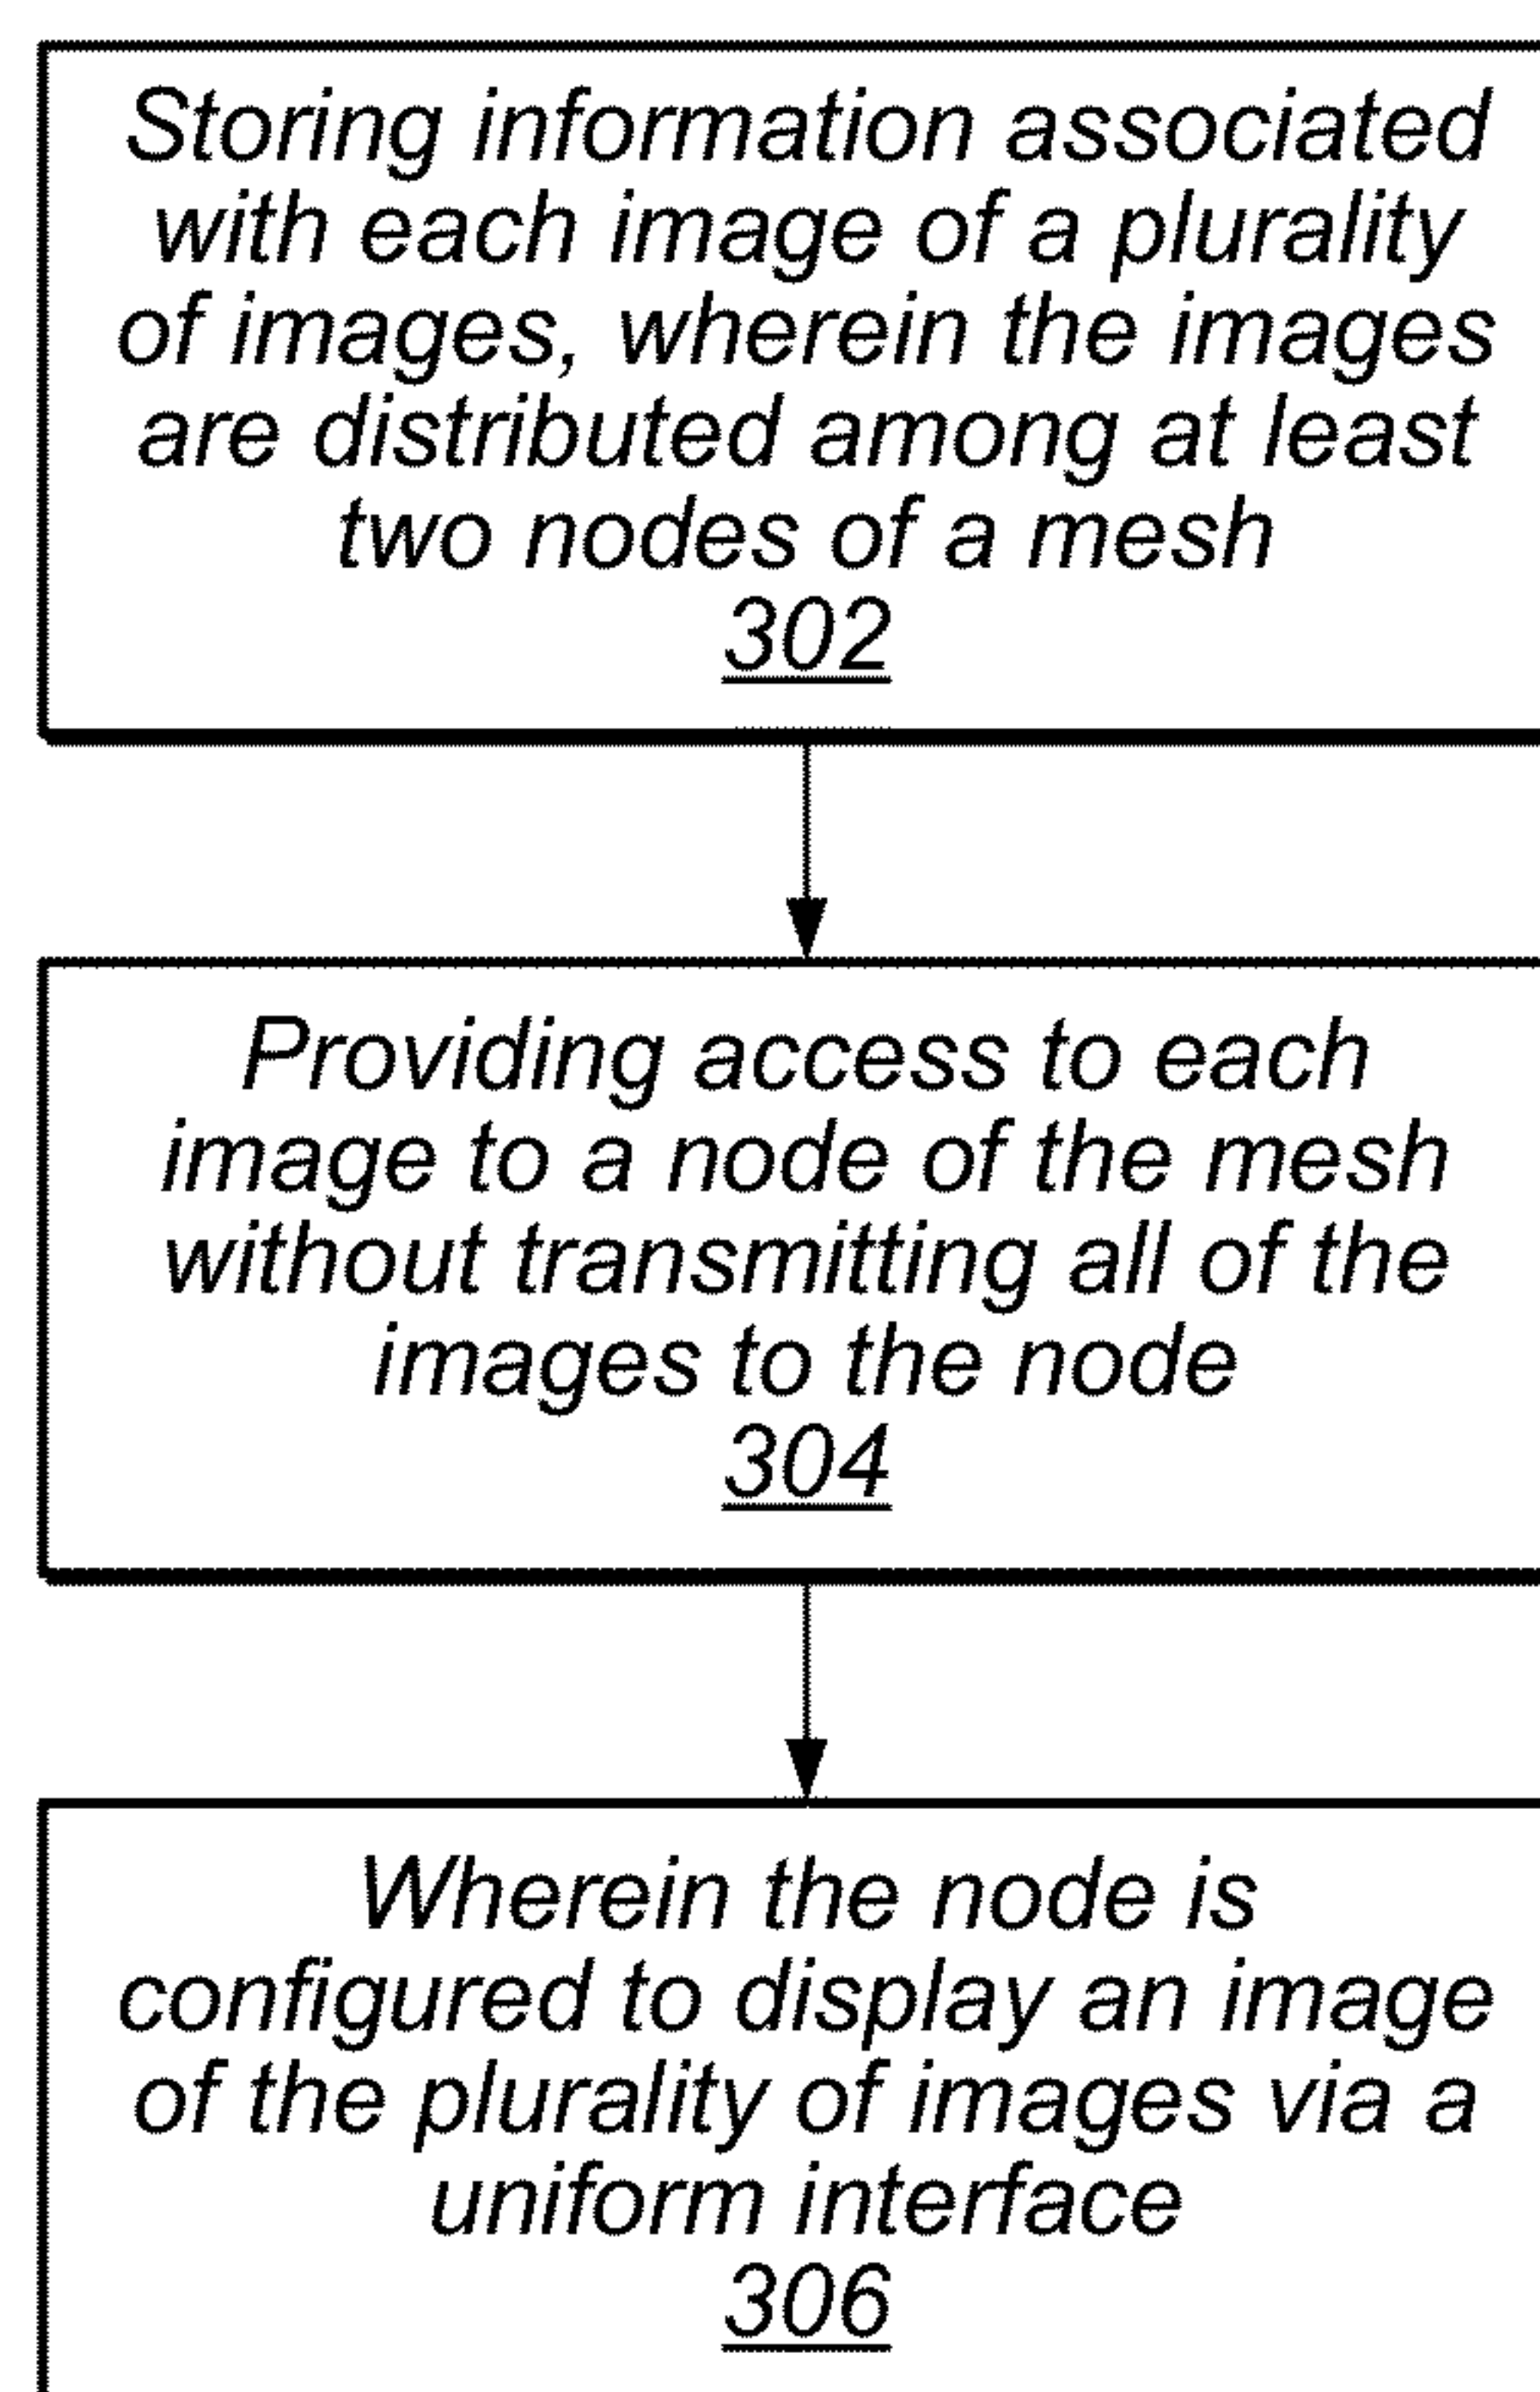 Storing information associated
with each image of a plurality
of images, wherein the images
are distributed among at least
two nodes of a mesh
302
Providing access to each
image to a node of the mesh
without transmitting all of the
images to the node
304
Wherein the node is
configured to display an image
of the plurality of images via a
uniform interface
306